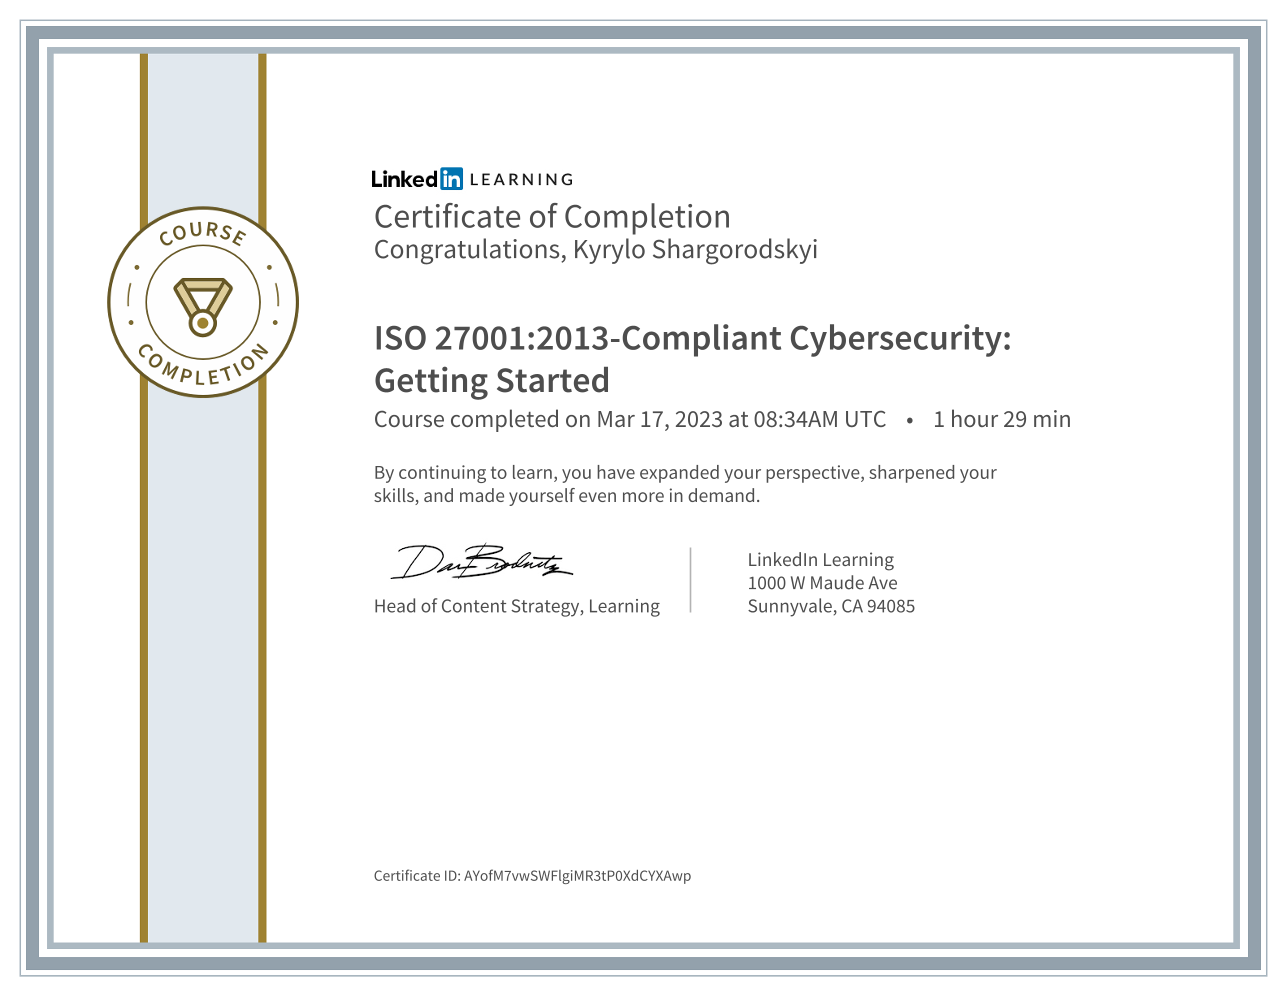 COURSE
COMPLETION
Linked in LEARNING
Certificate of Completion
Congratulations, Kyrylo Shargorodskyi
ISO 27001:2013-Compliant Cybersecurity:
Getting Started
Course completed on Mar 17, 2023 at 08:34AM UTC • 1 hour 29 min
By continuing to learn, you have expanded your perspective, sharpened your
skills, and made yourself even more in demand.
Head of Content Strategy, Learning
LinkedIn Learning
1000 W Maude Ave
Sunnyvale, CA 94085
Certificate ID: AYofM7vwSWFlgiMR3tP0XdCYXAwp